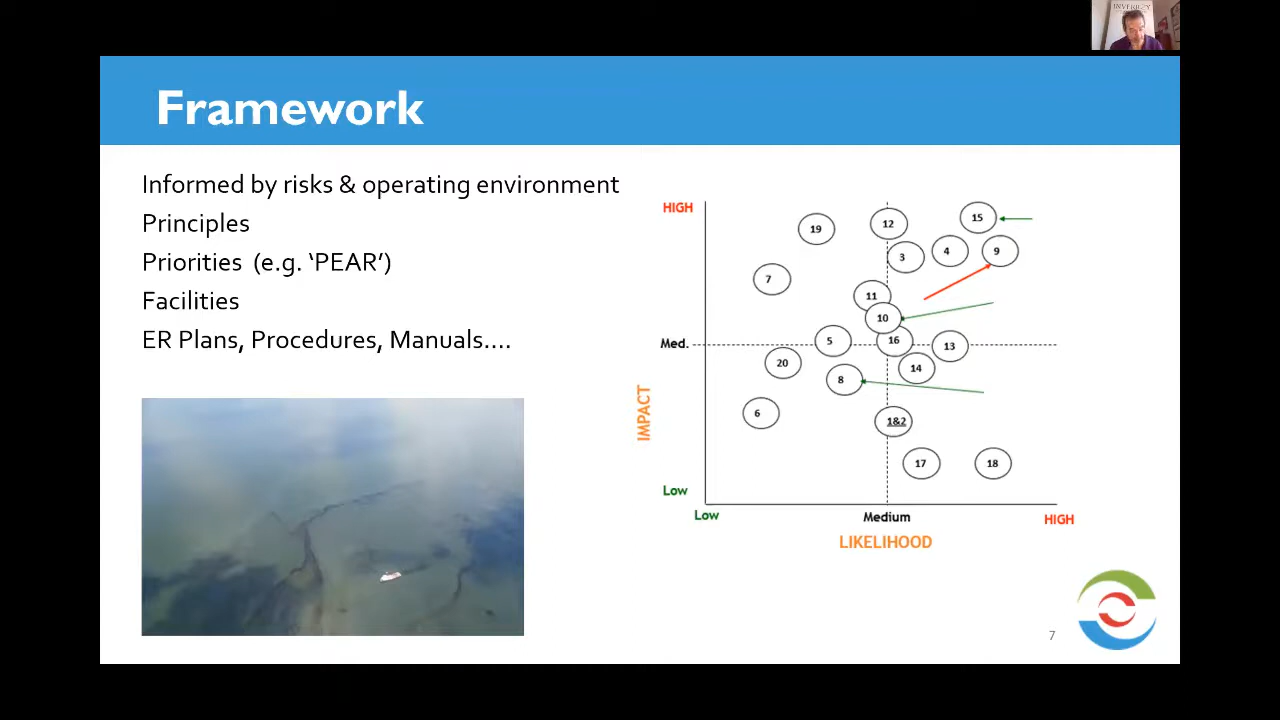 Framework
Informed by risks & operating environment
Principles
Priorities (e.g. ‘PEAR’)
Facilities
ER Plans, Procedures, Manuals....
HIGH
19
12
15
3
4
9
7
11
10
Med.
5
16
13
20
8
14
6
1&2
17
18
IMPACT
Low
Low
Medium
HIGH
LIKELIHOOD
7